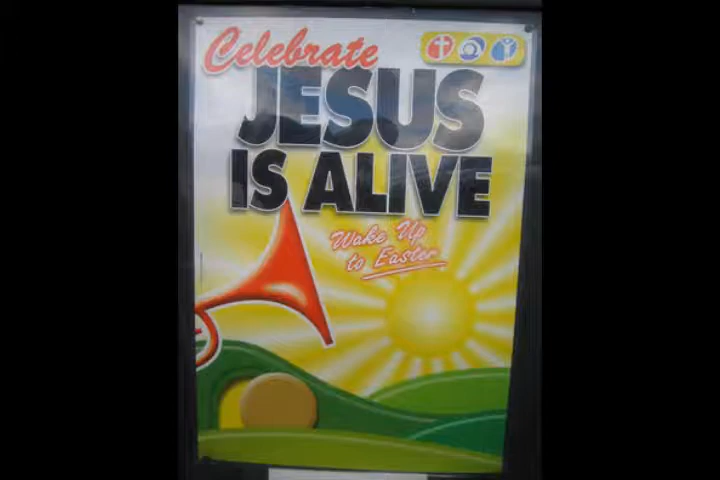 Celebrate
JESUS
IS ALIVE
Wake Up
to Easter